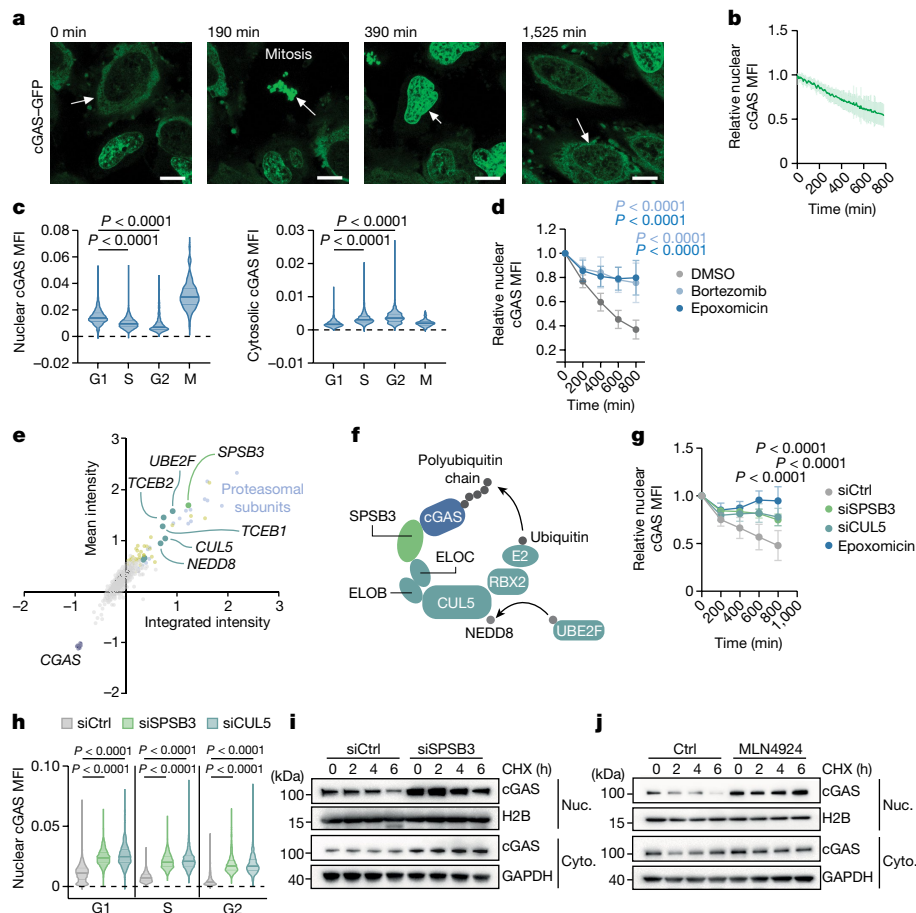 a
0 min
190 min
390 min
1,525 min
cGAS–GFP
Mitosis
b
Relative nuclear
cGAS MFI
1
0.5
0
0
200
400
600
800
Time (min)
c
Nuclear cGAS MFI
0.08
0.06
0.04
0.02
0
−0.02
P < 0.0001
P < 0.0001
G1
S
G2
M
Cytosolic cGAS MFI
0.03
0.02
0.01
0
−0.01
P < 0.0001
P < 0.0001
G1
S
G2
M
d
P < 0.0001
P < 0.0001
P < 0.0001
P < 0.0001
Relative nuclear
cGAS MFI
1.2
1.0
0.8
0.6
0.4
0.2
0
200
400
600
800
Time (min)
DMSO
Bortezomib
Epoxomicin
e
Mean intensity
3
2
1
−1
−2
−2
−1
1
2
3
Integrated intensity
UBE2F
SPSB3
TCEB2
Proteasomal
subunits
TCEB1
CUL5
NEDD8
CGAS
f
Polyubiquitin
chain
SPSB3
cGAS
Ubiquitin
ELOC
E2
ELOB
RBX2
CUL5
NEDD8
UBE2F
g
Relative nuclear
cGAS MFI
1.5
1.0
0.5
0
P < 0.0001
P < 0.0001
P < 0.0001
0
200
400
600
800
1,000
Time (min)
siCtrl
siSPSB3
siCUL5
Epoxomicin
h
siCtrl
siSPSB3
siCUL5
Nuclear cGAS MFI
0.10
0.05
0
P < 0.0001
P < 0.0001
P < 0.0001
P < 0.0001
P < 0.0001
P < 0.0001
G1
S
G2
i
siCtrl
siSPSB3
(kDa)
0 2 4 6 0 2 4 6 CHX (h)
100
cGAS
15
H2B
Nuc.
100
cGAS
40
GAPDH
Cyto.
j
Ctrl
MLN4924
(kDa)
0 2 4 6 0 2 4 6 CHX (h)
100
cGAS
15
H2B
Nuc.
100
cGAS
40
GAPDH
Cyto.